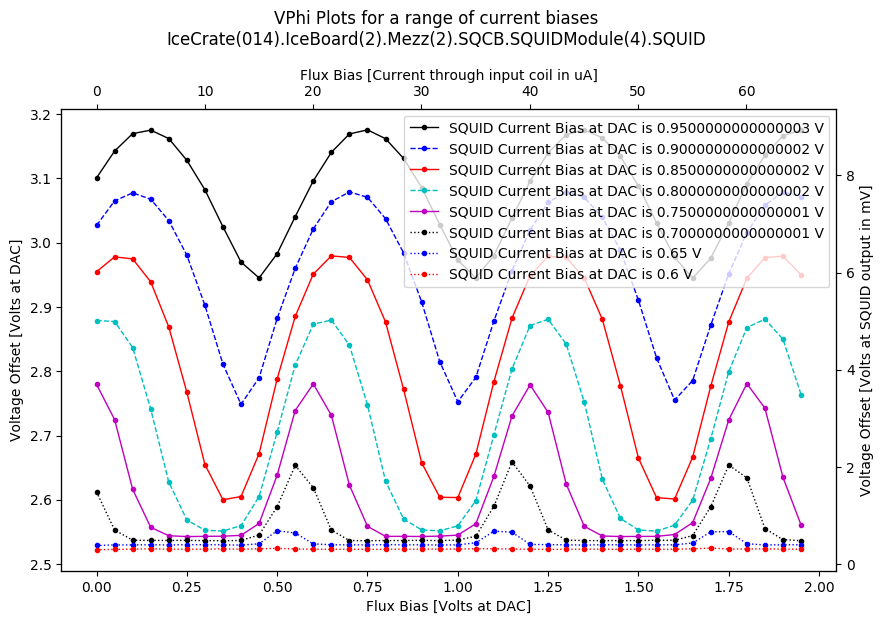 VPhi Plots for a range of current biases
IceCrate(014).IceBoard(2).Mezz(2).SQCB.SQUIDModule(4).SQUID
Flux Bias [Current through input coil in uA]
0 10 20 30 40 50 60
SQUID Current Bias at DAC is 0.9500000000000003 V
SQUID Current Bias at DAC is 0.9000000000000002 V
SQUID Current Bias at DAC is 0.8500000000000002 V
SQUID Current Bias at DAC is 0.8000000000000002 V
SQUID Current Bias at DAC is 0.7500000000000001 V
SQUID Current Bias at DAC is 0.7000000000000001 V
SQUID Current Bias at DAC is 0.65 V
SQUID Current Bias at DAC is 0.6 V
Voltage Offset [Volts at DAC]
3.2
3.1
3.0
2.9
2.8
2.7
2.6
2.5
Voltage Offset [Volts at SQUID output in mV]
8
6
4
2
0
0.00 0.25 0.50 0.75 1.00 1.25 1.50 1.75 2.00
Flux Bias [Volts at DAC]